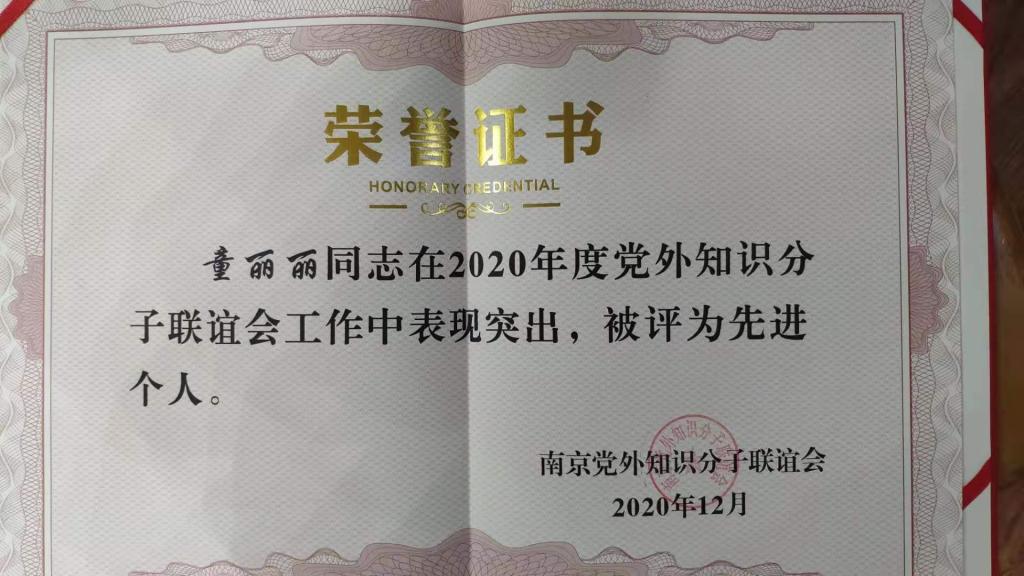 荣誉证书
HONORARY CREDENTIAL
童丽丽同志在2020年度党外知识分
子联谊会工作中表现突出，被评为先进
个人。
南京党外知识分子联谊会
2020年12月